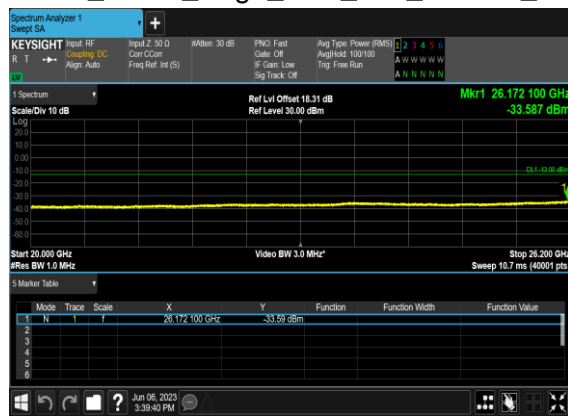 Spectrum Analyzer 1
Swept SA
KEYSIGHT Input: RF Input Z: 50 Ω #Atten: 30 dB PNO: Fast Avg Type: Power (RMS) 1 2 3 4 5 6
R T Coupling: DC Corr CCorr Gate: Off Avg|Hold: 100/100 A W W W W W
Align: Auto Freq Ref: Int (S) IF Gain: Low Trig: Free Run
Sig Track: Off A N N N N N
1 Spectrum
Ref Lvl Offset 18.31 dB Mkr1 26.172 100 GHz
Scale/Div 10 dB Ref Level 30.00 dBm -33.587 dBm
Log
20.0
10.0
0.00
-10.0 DL1 -13.00 dBm
-20.0
-30.0 1
-40.0
-50.0
-60.0
Start 20.000 GHz Video BW 3.0 MHz* Stop 26.200 GHz
#Res BW 1.0 MHz Sweep 10.7 ms (40001 pts)
5 Marker Table
Mode Trace Scale X Y Function Function Width Function Value
1 N 1 f 26.172 100 GHz -33.59 dBm
2
3
4
5
6
? Jun 06, 2023
3:39:40 PM